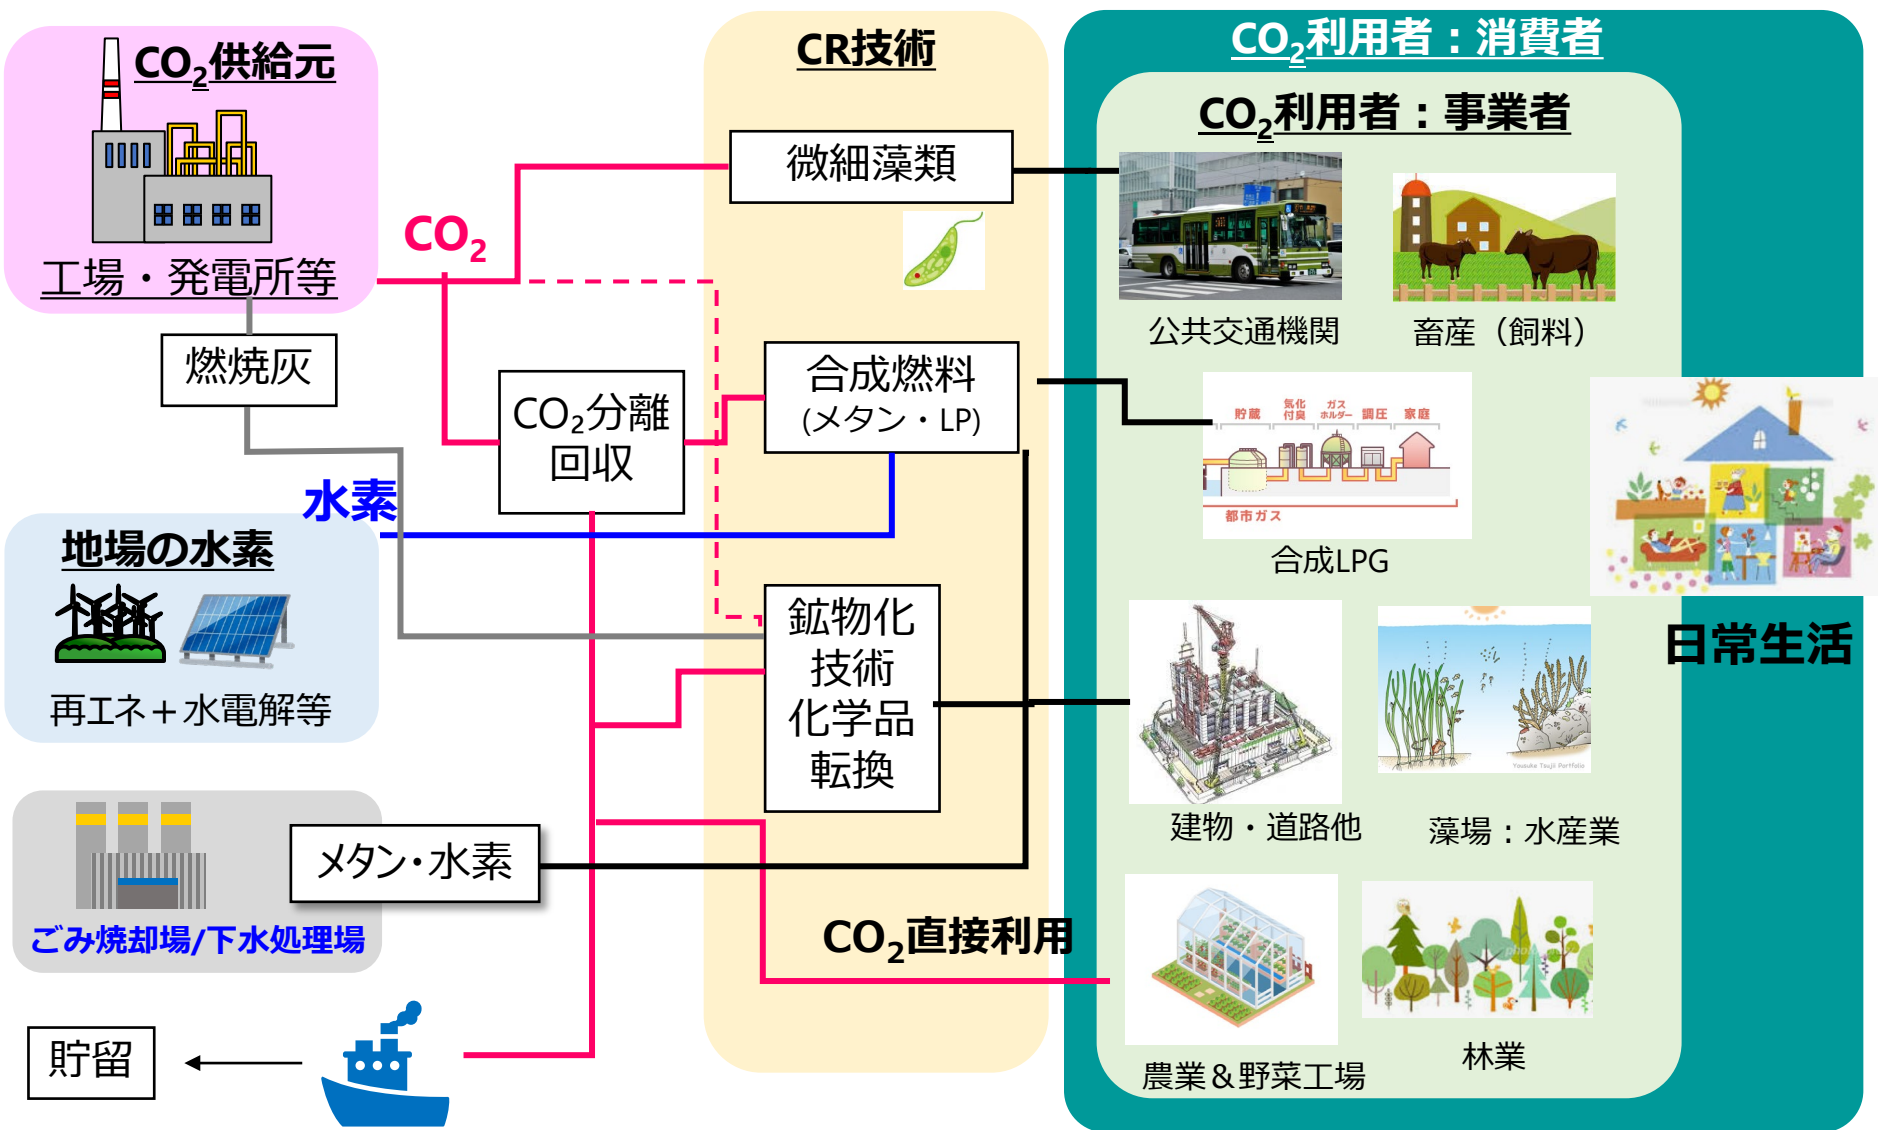 CO₂供給元
工場・発電所等
燃焼灰
CO₂
CO₂分離
回収
水素
地場の水素
再エネ＋水電解等
メタン・水素
ごみ焼却場/下水処理場
貯留
CR技術
微細藻類
合成燃料
(メタン・LP)
鉱物化
技術
化学品
転換
CO₂直接利用
CO₂利用者：消費者
CO₂利用者：事業者
公共交通機関
畜産（飼料）
貯蔵
気化
付臭
ガス
ホルダー
調圧
家庭
都市ガス
合成LPG
日常生活
建物・道路他
Yousuke Tsujii Portfolio
藻場：水産業
農業＆野菜工場
林業